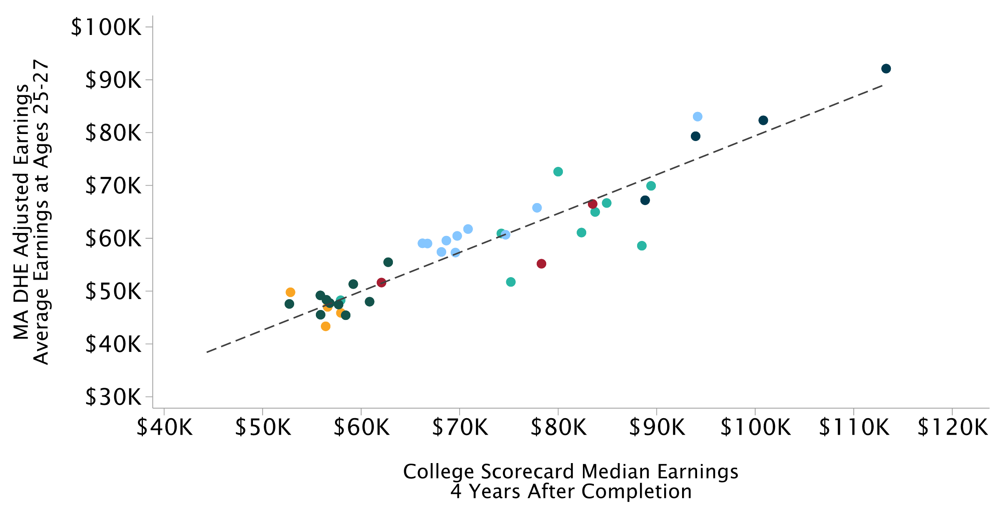 MA DHE Adjusted Earnings
Average Earnings at Ages 25-27
$100K
$90K
$80K
$70K
$60K
$50K
$40K
$30K
$40K $50K $60K $70K $80K $90K $100K $110K $120K
College Scorecard Median Earnings
4 Years After Completion